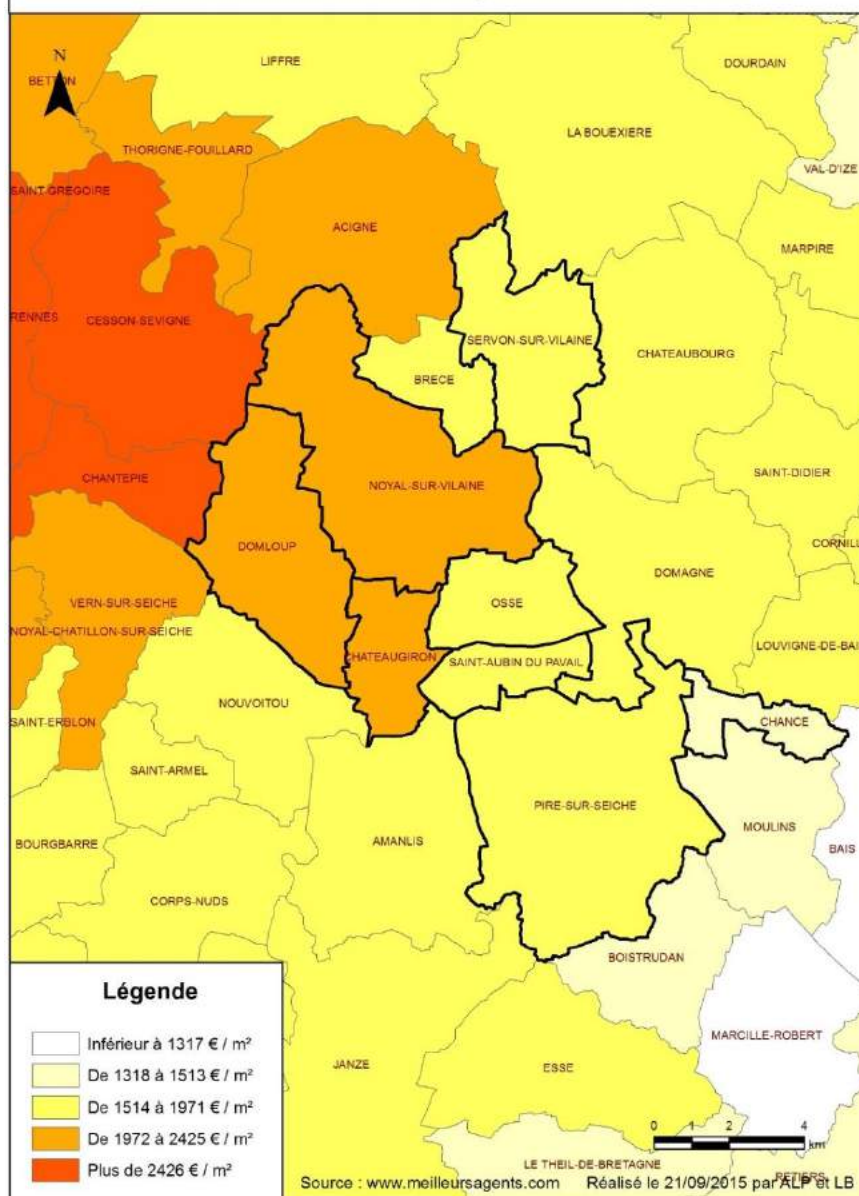 N
LIFFRE
DOURDAIN
BETTON
THORIGNE-FOUILLARD
LA BOUEXIERE
VAL-D'IZE
SAINT-GREGOIRE
ACIGNE
MARPIRE
RENNES
CESSON-SEVIGNE
SERVON-SUR-VILAINE
CHATEAUBOURG
BRECE
CHANTEPIE
NOYAL-SUR-VILAINE
SAINT-DIDIER
DOMLOUP
CORNILL
DOMAGNE
VERN-SUR-SEICHE
OSSE
NOYAL-CHATILLON-SUR-SEICHE
LOUVIGNE-DE-BAI
CHATEAUGIRON
SAINT-AUBIN DU PAVAIL
NOUVOITOU
SAINT-ERBLON
CHANCE
SAINT-ARMEL
PIRE-SUR-SEICHE
MOULINS
BOURGBARRE
AMANLIS
BAIS
CORPS-NUDS
BOISTRUDAN
MARCILLE-ROBERT
JANZE
ESSE
Légende
Inférieur à 1317 € / m²
De 1318 à 1513 € / m²
De 1514 à 1971 € / m²
De 1972 à 2425 € / m²
Plus de 2426 € / m²
0 1 2 4
km
LE THEIL-DE-BRETAGNE
RETIERS
Source : www.meilleursagents.com Réalisé le 21/09/2015 par ALP et LB